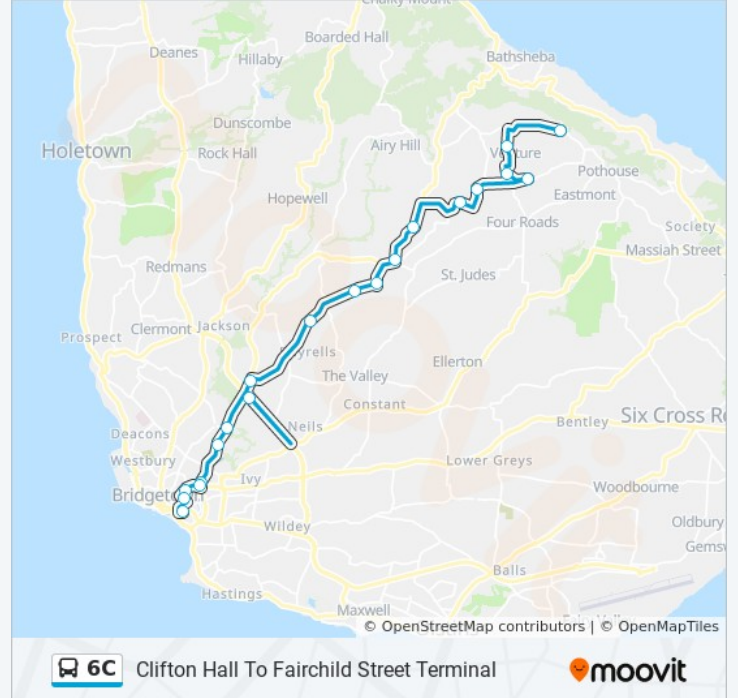 Chalky Mount
Boarded Hall
Deanes
Hillaby
Bathsheba
Dunscombe
Holetown
Rock Hall
Airy Hill
Venture
Pothouse
Hopewell
Eastmont
Four Roads
Society
Massiah Street
Redmans
St. Judes
Clermont
Jackson
Prospect
The Valley
Ellerton
Constant
Neils
Bentley
Six Cross R
Deacons
Westbury
Lower Greys
Ivy
Woodbourne
Bridgetown
Wildey
Oldbury
Gemsw
Balls
Hastings
Maxwell
© OpenStreetMap contributors | © OpenMapTiles
6C Clifton Hall To Fairchild Street Terminal
moovit